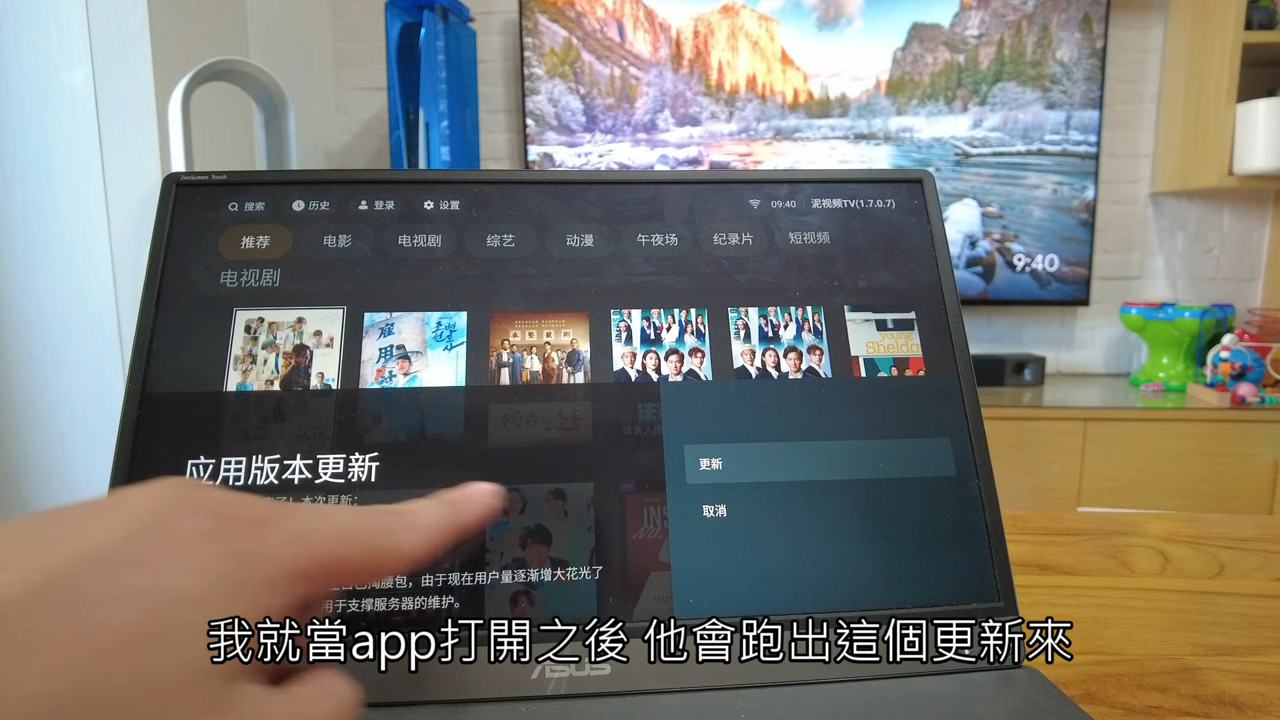 ZenScreen Touch
搜索 历史 登录 设置 09:40 泥视频TV(1.7.0.7)
推荐 电影 电视剧 综艺 动漫 午夜场 纪录片 短视频
电视剧
9:40
雇用
young
Sheldon
应用版本更新
本次更新：
更新
取消
掏腰包，由于现在用户量逐渐增大花光了
用于支撑服务器的维护。
我就當app打開之後 他會跑出這個更新來
ASUS